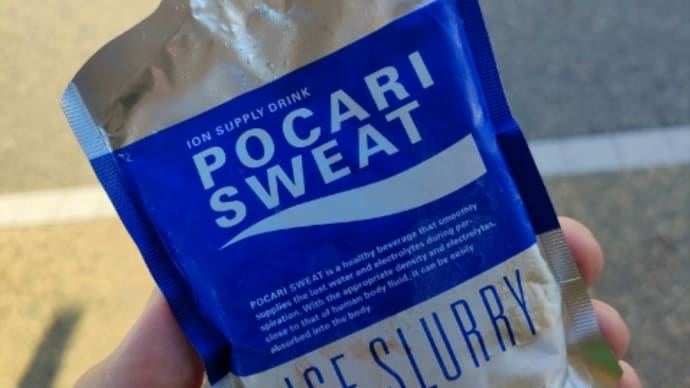 ION SUPPLY DRINK
POCARI
SWEAT
POCARI SWEAT is a healthy beverage that smoothly
supplies the lost water and electrolytes during per-
spiration. With the appropriate density and electrolytes,
close to that of human body fluid, it can be easily
absorbed into the body.
ICE SLURRY